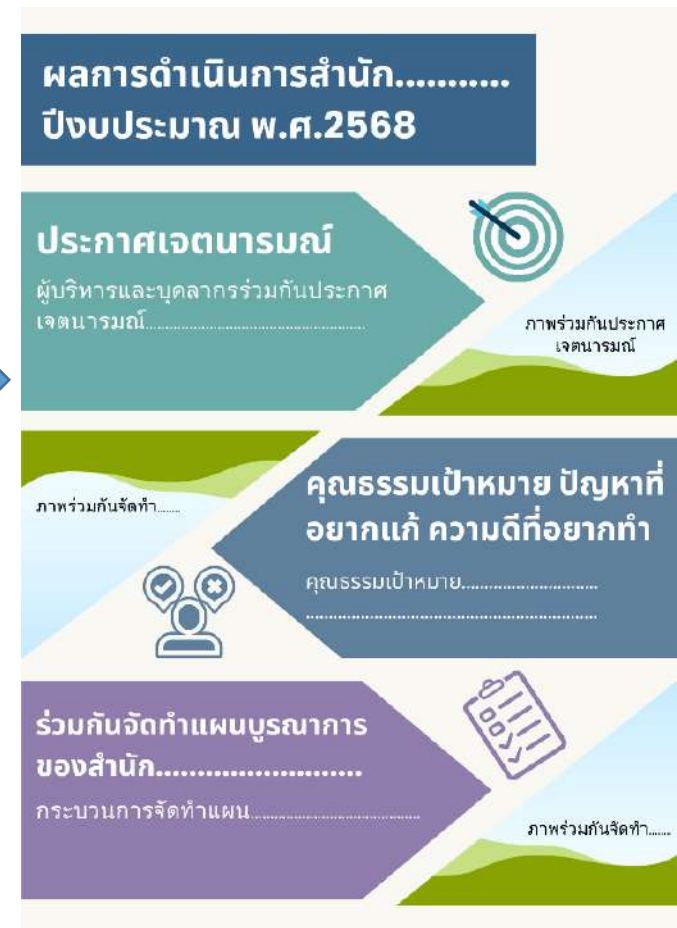 ผลการดำเนินการสำนัก...........
ปีงบประมาณ พ.ศ.2568
ประกาศเจตนารมณ์
ผู้บริหารและบุคลากรร่วมกันประกาศ
เจตนารมณ์......................................................
ภาพร่วมกันประกาศ
เจตนารมณ์
คุณธรรมเป้าหมาย ปัญหาที่
อยากแก้ ความดีที่อยากทำ
ภาพร่วมกันจัดทำ.......
คุณธรรมเป้าหมาย.................................
......................................................................
ร่วมกันจัดทำแผนบูรณาการ
ของสำนัก.........................
กระบวนการจัดทำแผน..........................................
ภาพร่วมกันจัดทำ.......